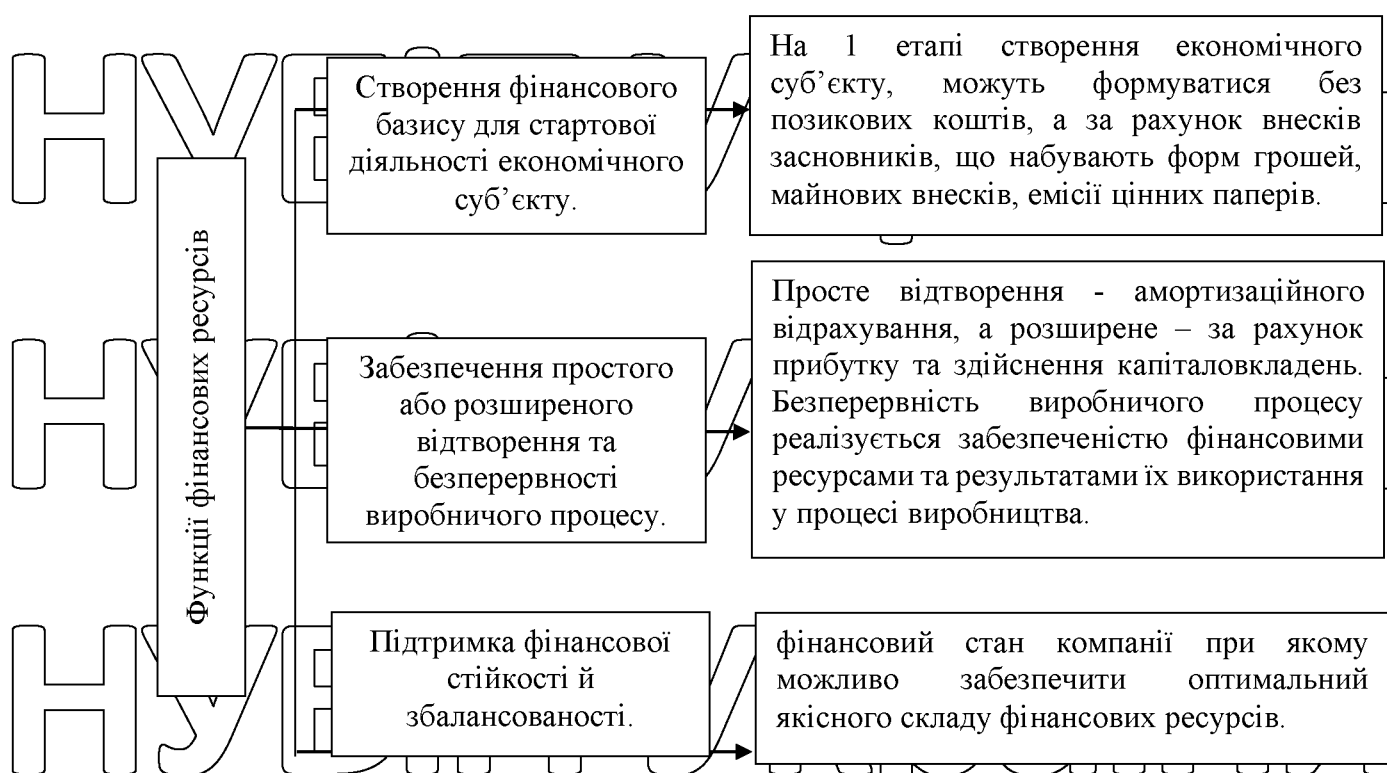 Функції фінансових ресурсів
Створення фінансового
базису для стартової
діяльності економічного
суб’єкту.
На 1 етапі створення економічного
суб’єкту, можуть формуватися без
позикових коштів, а за рахунок внесків
засновників, що набувають форм грошей,
майнових внесків, емісії цінних паперів.
Забезпечення простого
або розширеного
відтворення та
безперервності
виробничого процесу.
Просте відтворення - амортизаційного
відрахування, а розширене – за рахунок
прибутку та здійснення капіталовкладень.
Безперервність виробничого процесу
реалізується забезпеченістю фінансовими
ресурсами та результатами їх використання
у процесі виробництва.
Підтримка фінансової
стійкості й
збалансованості.
фінансовий стан компанії при якому
можливо забезпечити оптимальний
якісного складу фінансових ресурсів.